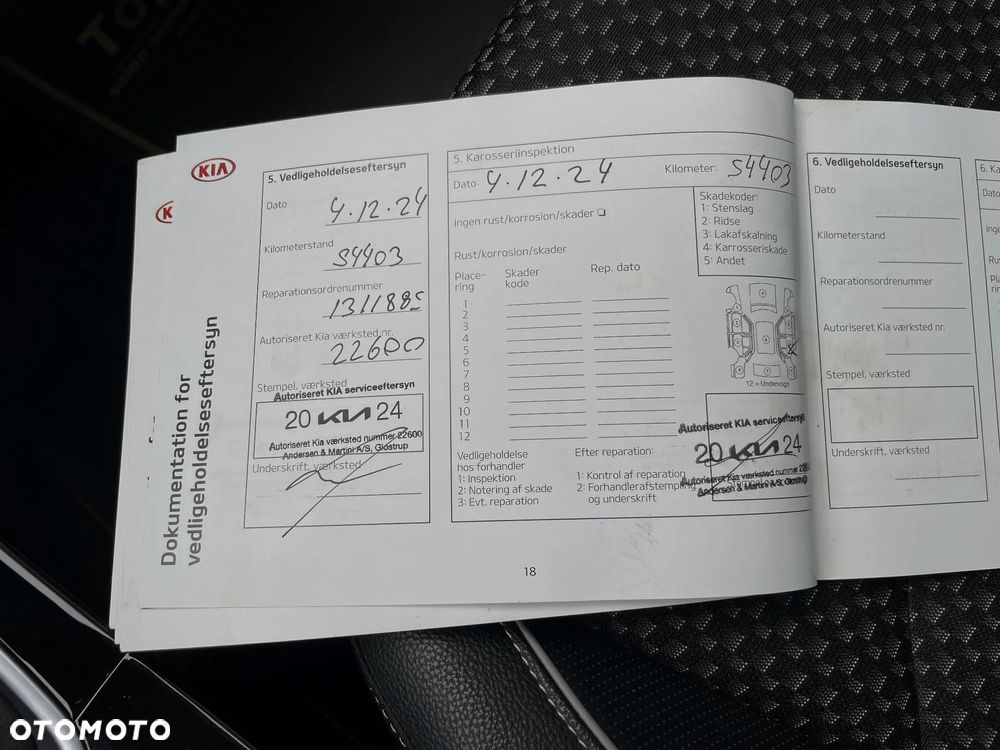 KIA
Dokumentation for
vedligeholdelseseftersyn
5. Vedligeholdelseseftersyn
Dato
4.12.24
Kilometerstand
54403
Reparationsordrenummer
1311885
Autoriseret Kia værksted nr.
22600
Stempel, værksted
Autoriseret KIA serviceeftersyn
20 KIA 24
Autoriseret Kia værksted nummer 22600
Andersen & Martini A/S, Glostrup
Underskrift, værksted
5. Karosseriinspektion
Dato: 4.12.24
Kilometer: 54403
Ingen rust/korrosion/skader
Rust/korrosion/skader
Place-
ring
Skader
kode
Rep. dato
1
2
3
4
5
6
7
8
9
10
11
12
Skadekoder:
1: Stenslag
2: Ridse
3: Lakafskalning
4: Karrosseriskade
5: Andet
12 = Undervogn
Vedligeholdelse
hos forhandler
1: Inspektion
2: Notering af skade
3: Evt. reparation
Efter reparation:
1: Kontrol af reparation
2: Forhandlerafstempling
og underskrift
Autoriseret KIA serviceeftersyn
20 KIA 24
Autoriseret Kia værksted nummer
Andersen & Martini A/S, Glostrup
18
6. Vedligeholdelseseftersyn
Dato
Kilometerstand
Reparationsordrenummer
Autoriseret Kia værksted nr.
Stempel, værksted
Underskrift, værksted
OTOMOTO